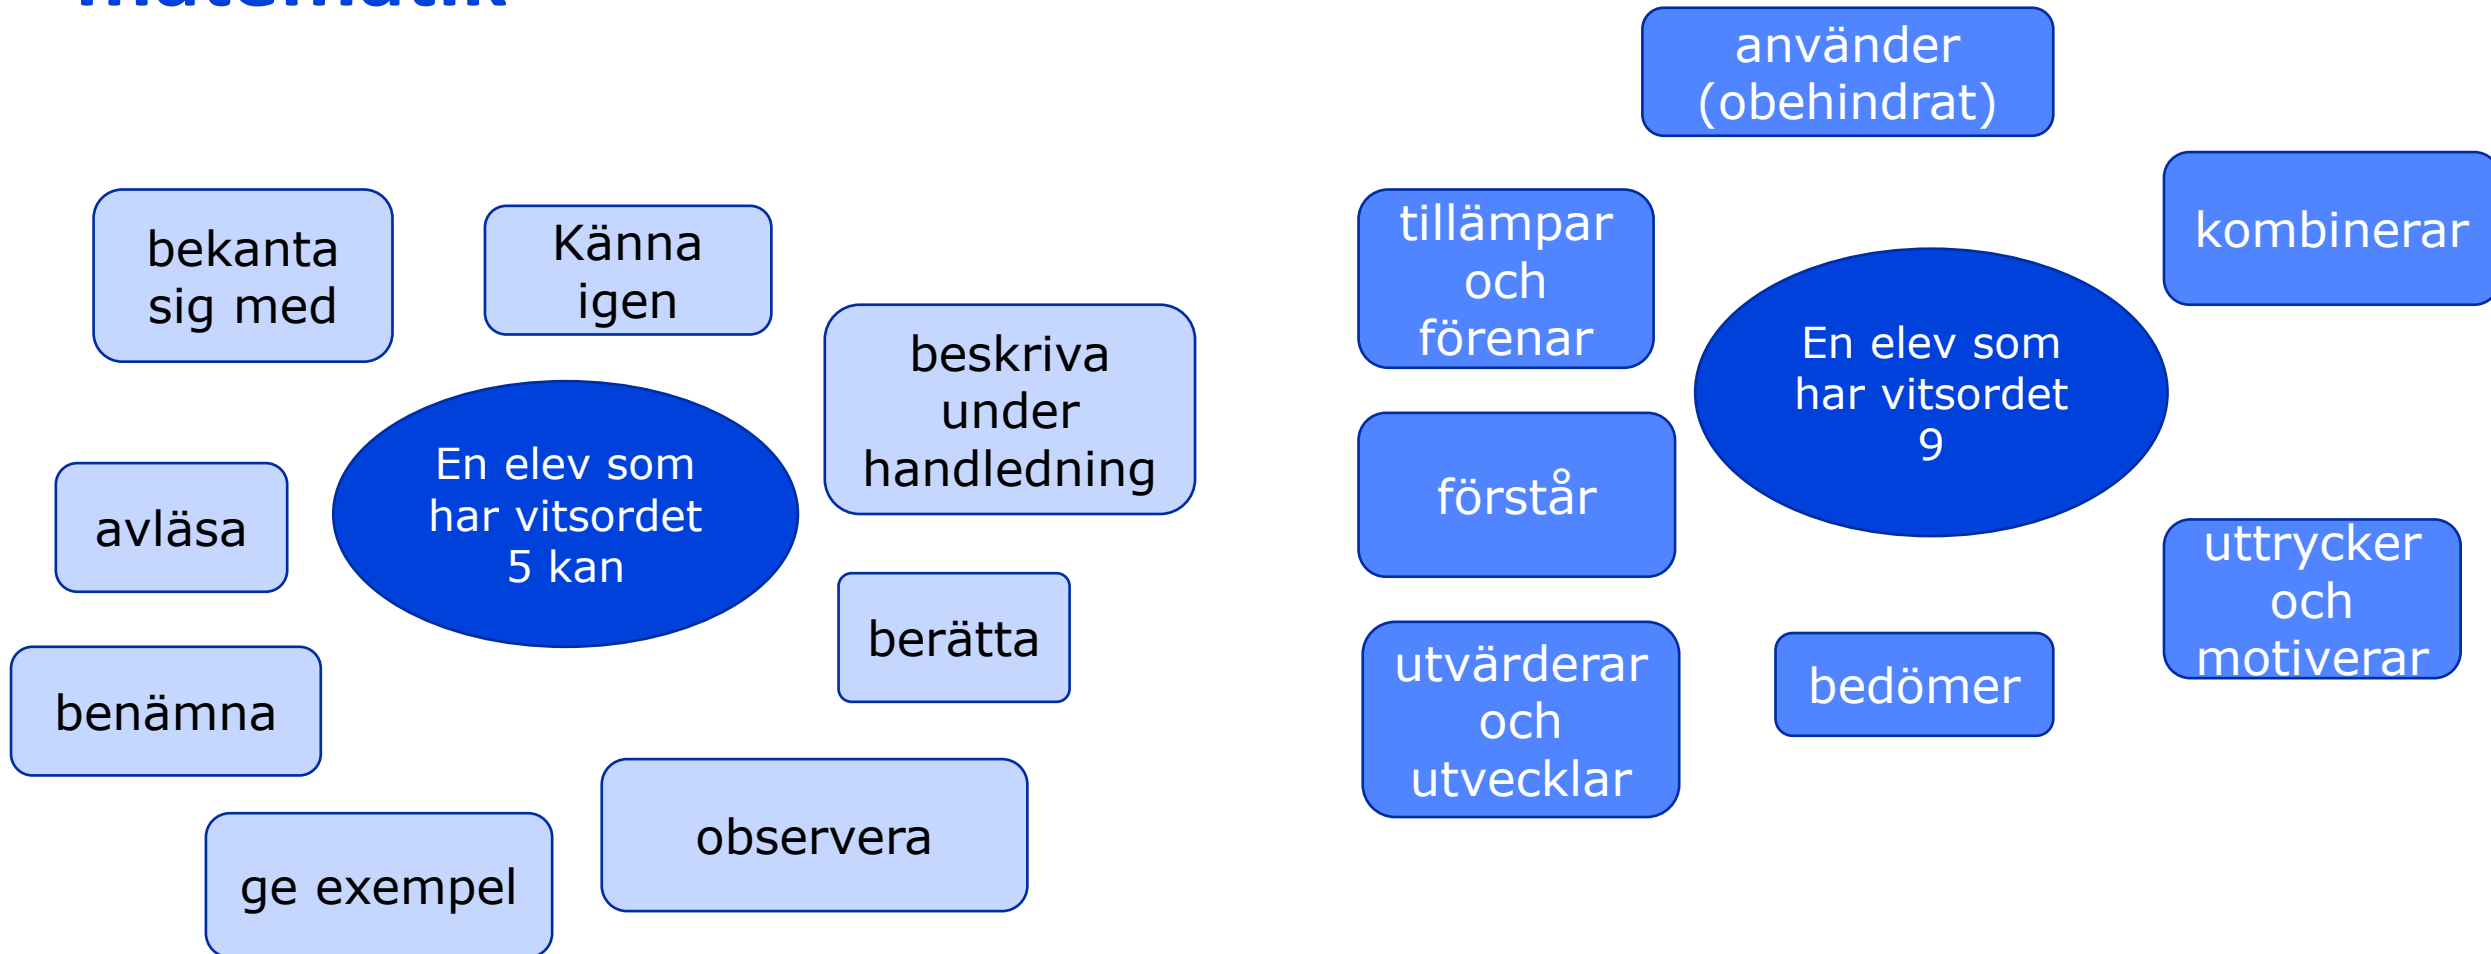 matematik
bekanta
sig med
Känna
igen
beskriva
under
handledning
En elev som
har vitsordet
5 kan
avläsa
berätta
benämna
observera
ge exempel
använder
(obehindrat)
tillämpar
och
förenar
kombinerar
En elev som
har vitsordet
9
förstår
uttrycker
och
motiverar
utvärderar
och
utvecklar
bedömer